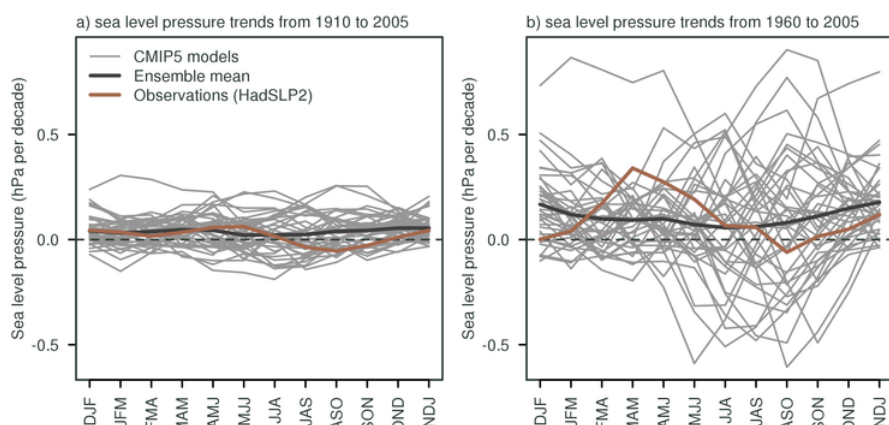 a) sea level pressure trends from 1910 to 2005
CMIP5 models
Ensemble mean
Observations (HadSLP2)
Sea level pressure (hPa per decade)
0.5
0.0
-0.5
DJF
JFM
FMA
MAM
AMJ
MJJ
JJA
JAS
ASO
SON
OND
NDJ
b) sea level pressure trends from 1960 to 2005
Sea level pressure (hPa per decade)
0.5
0.0
-0.5
DJF
JFM
FMA
MAM
AMJ
MJJ
JJA
JAS
ASO
SON
OND
NDJ